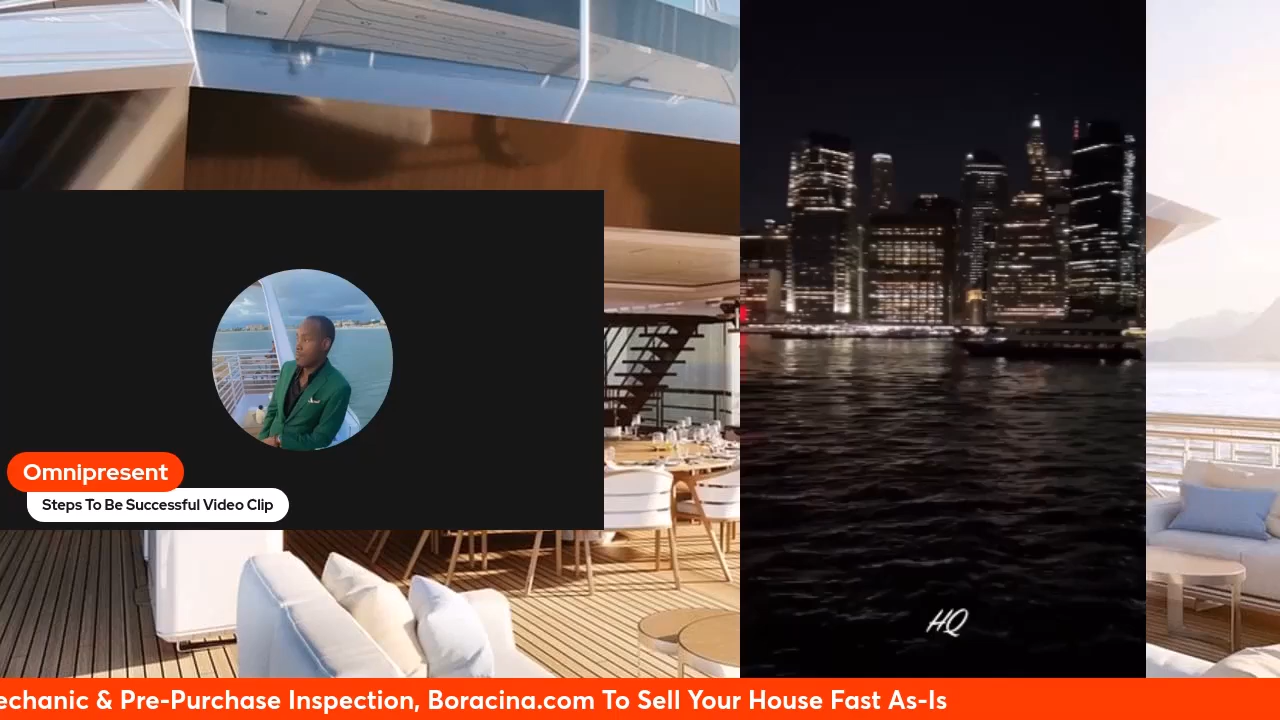 Omnipresent
Steps To Be Successful Video Clip
HQ
echanic & Pre-Purchase Inspection, Boracina.com To Sell Your House Fast As-Is